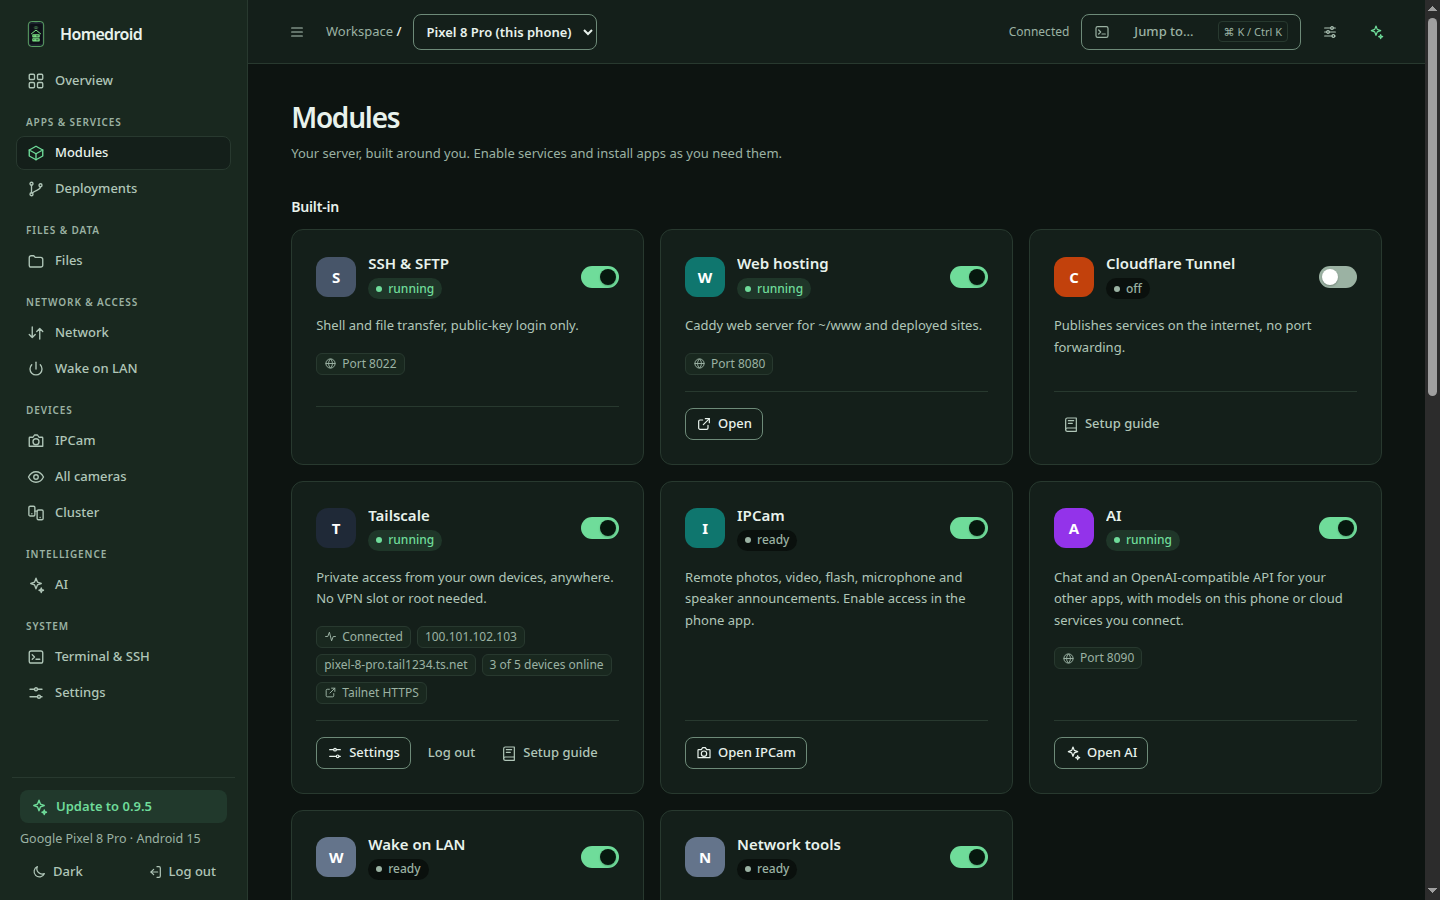 Homedroid
Overview
APPS & SERVICES
Modules
Deployments
FILES & DATA
Files
NETWORK & ACCESS
Network
Wake on LAN
DEVICES
IPCam
All cameras
Cluster
INTELLIGENCE
AI
SYSTEM
Terminal & SSH
Settings
Update to 0.9.5
Google Pixel 8 Pro · Android 15
Dark
Log out
Workspace /
Pixel 8 Pro (this phone)
Connected
Jump to...
⌘ K / Ctrl K
Modules
Your server, built around you. Enable services and install apps as you need them.
Built-in
S
SSH & SFTP
running
Shell and file transfer, public-key login only.
Port 8022
W
Web hosting
running
Caddy web server for ~/www and deployed sites.
Port 8080
Open
C
Cloudflare Tunnel
off
Publishes services on the internet, no port
forwarding.
Setup guide
T
Tailscale
running
Private access from your own devices, anywhere.
No VPN slot or root needed.
Connected
100.101.102.103
pixel-8-pro.tail1234.ts.net
3 of 5 devices online
Tailnet HTTPS
Settings
Log out
Setup guide
I
IPCam
ready
Remote photos, video, flash, microphone and
speaker announcements. Enable access in the
phone app.
Open IPCam
A
AI
running
Chat and an OpenAI-compatible API for your
other apps, with models on this phone or cloud
services you connect.
Port 8090
Open AI
W
Wake on LAN
ready
N
Network tools
ready